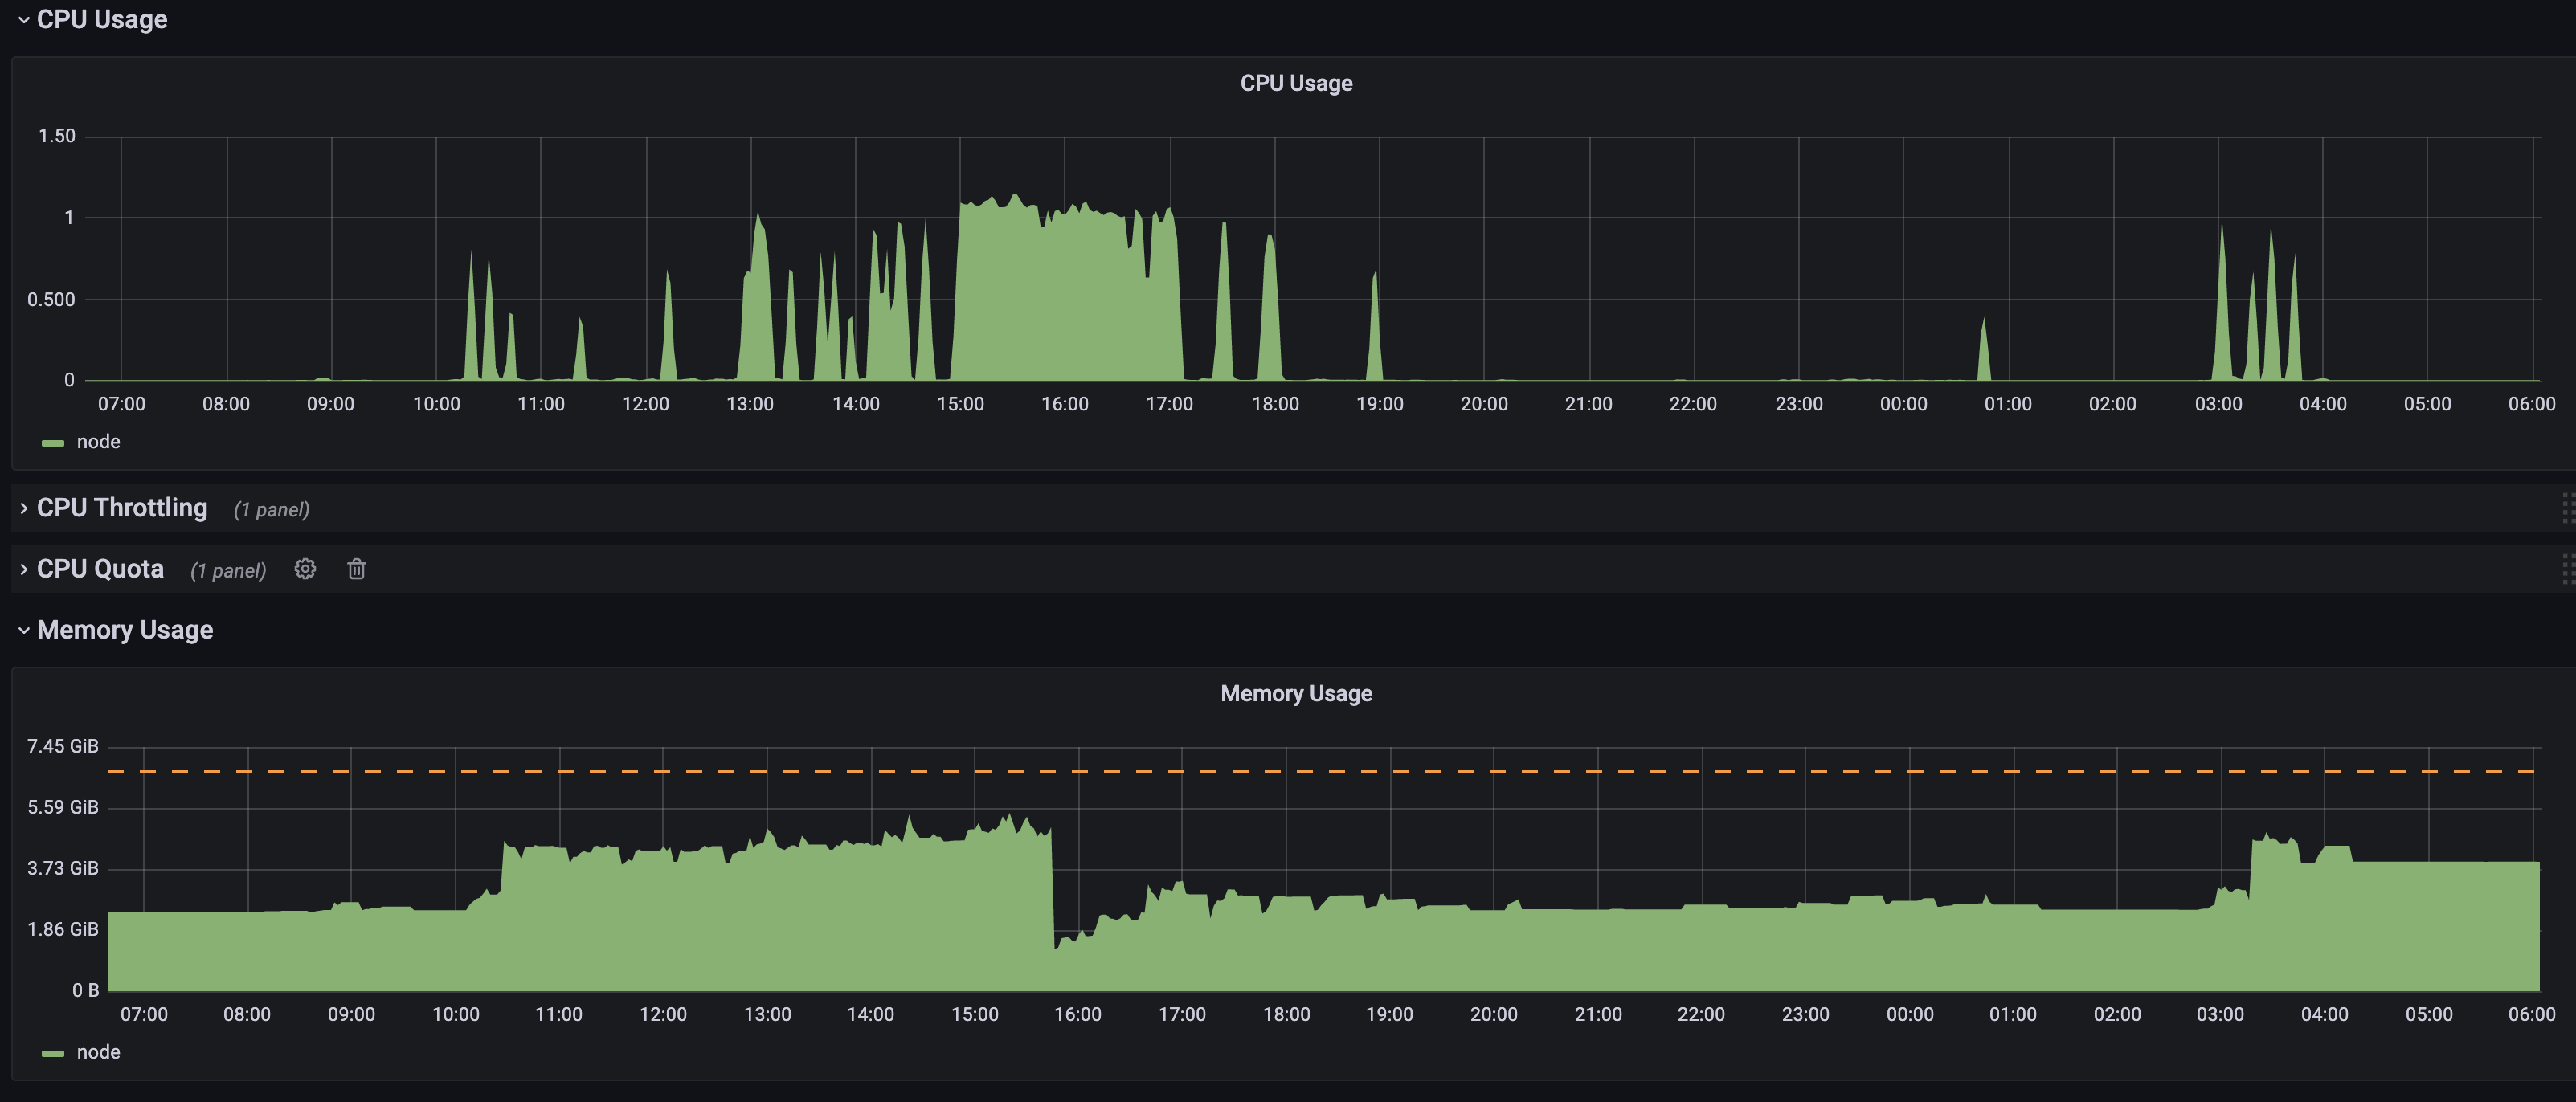 CPU Usage
CPU Usage
1.50
1
0.500
0
07:00 08:00 09:00 10:00 11:00 12:00 13:00 14:00 15:00 16:00 17:00 18:00 19:00 20:00 21:00 22:00 23:00 00:00 01:00 02:00 03:00 04:00 05:00 06:00
node
CPU Throttling (1 panel)
CPU Quota (1 panel)
Memory Usage
Memory Usage
7.45 GiB
5.59 GiB
3.73 GiB
1.86 GiB
0 B
07:00 08:00 09:00 10:00 11:00 12:00 13:00 14:00 15:00 16:00 17:00 18:00 19:00 20:00 21:00 22:00 23:00 00:00 01:00 02:00 03:00 04:00 05:00 06:00
node